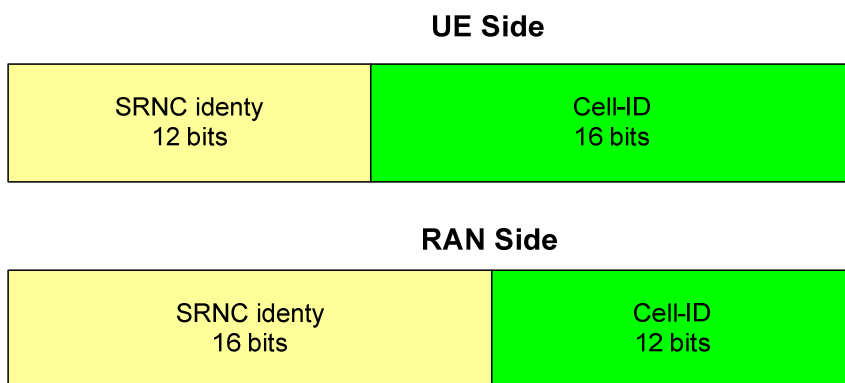 UE Side
SRNC identy
12 bits
Cell-ID
16 bits
RAN Side
SRNC identy
16 bits
Cell-ID
12 bits